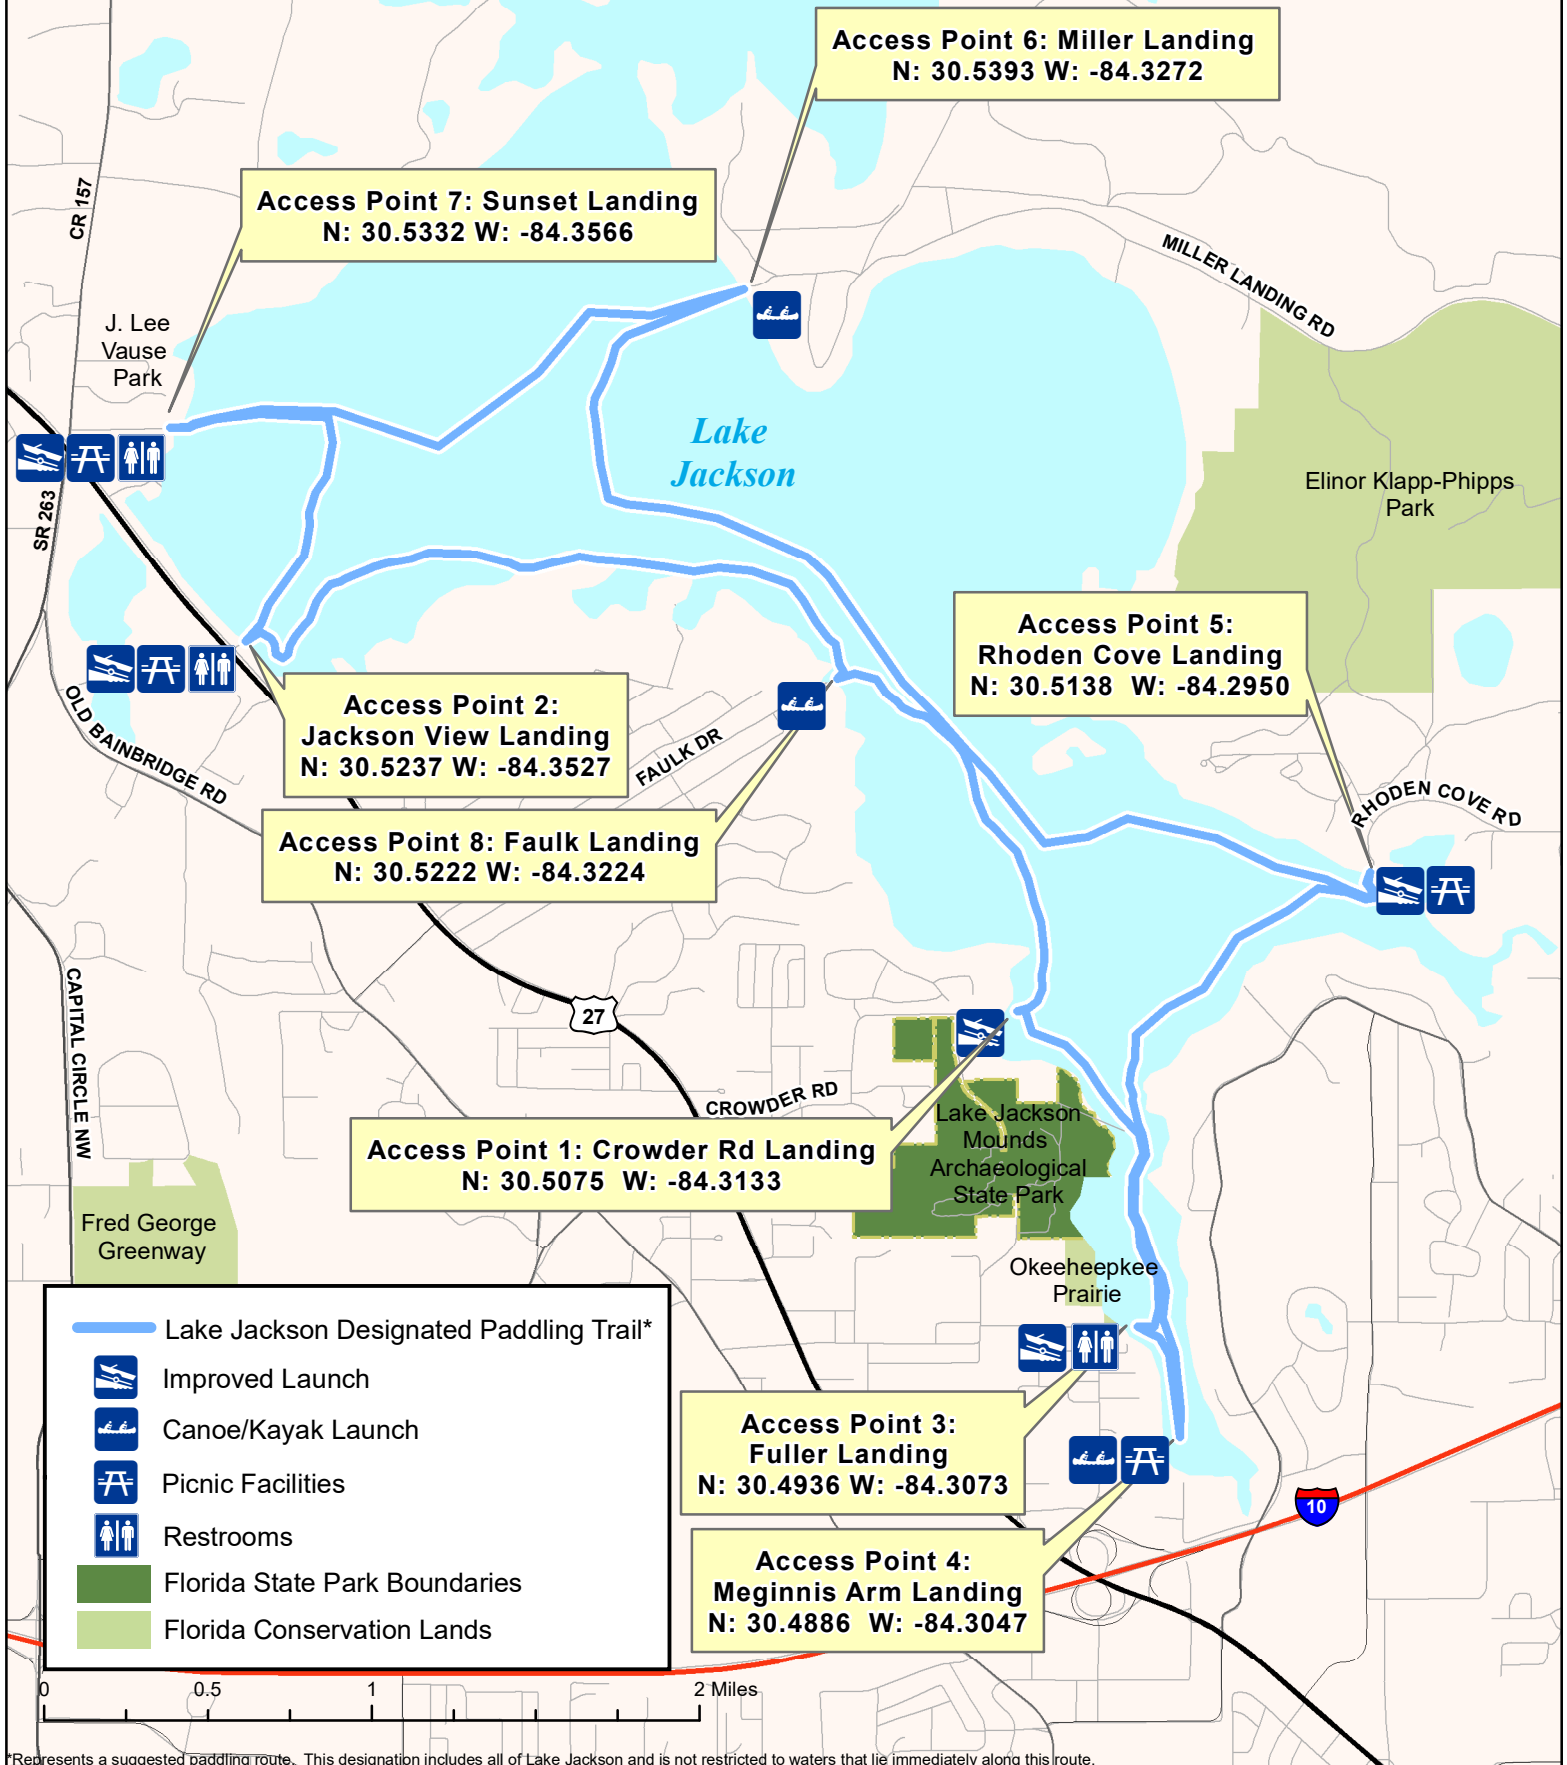 Access Point 6: Miller Landing
N: 30.5393 W: -84.3272
Access Point 7: Sunset Landing
N: 30.5332 W: -84.3566
CR 157
MILLER LANDING RD
J. Lee
Vause
Park
Lake
Jackson
Elinor Klapp-Phipps
Park
SR 263
Access Point 5:
Rhoden Cove Landing
N: 30.5138 W: -84.2950
OLD BAINBRIDGE RD
Access Point 2:
Jackson View Landing
N: 30.5237 W: -84.3527
FAULK DR
RHODEN COVE RD
Access Point 8: Faulk Landing
N: 30.5222 W: -84.3224
CAPITAL CIRCLE NW
27
CROWDER RD
Lake Jackson
Mounds
Archaeological
State Park
Access Point 1: Crowder Rd Landing
N: 30.5075 W: -84.3133
Fred George
Greenway
Okeeheepkee
Prairie
Access Point 3:
Fuller Landing
N: 30.4936 W: -84.3073
10
Access Point 4:
Meginnis Arm Landing
N: 30.4886 W: -84.3047
Lake Jackson Designated Paddling Trail*
Improved Launch
Canoe/Kayak Launch
Picnic Facilities
Restrooms
Florida State Park Boundaries
Florida Conservation Lands
0 0.5 1 2 Miles
*Represents a suggested paddling route. This designation includes all of Lake Jackson and is not restricted to waters that lie immediately along this route.